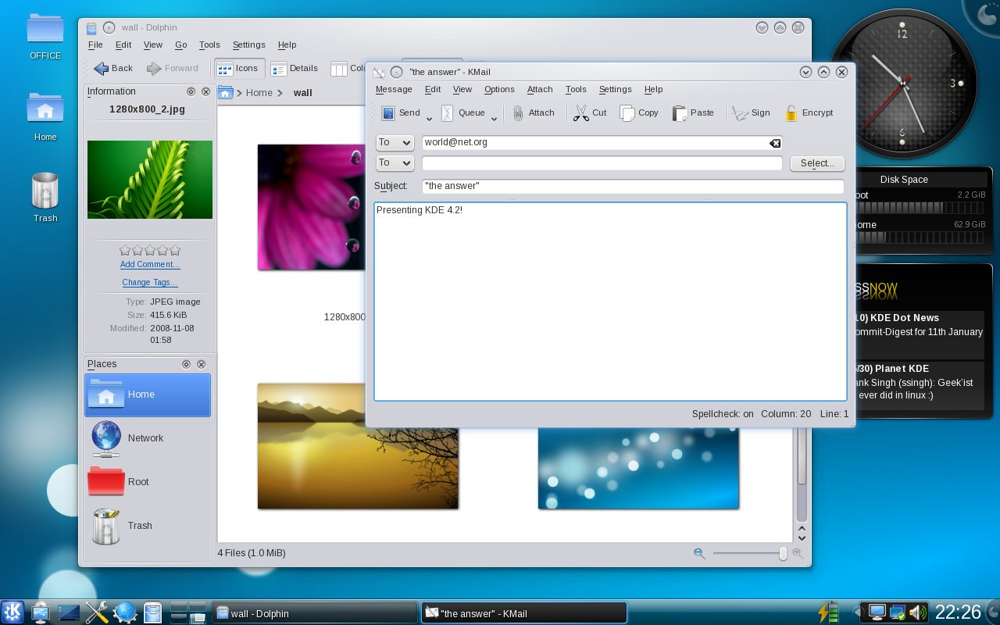 OFFICE
Home
Trash
wall - Dolphin
File Edit View Go Tools Settings Help
Back Forward Icons Details
Information
1280x800_2.jpg
Add Comment...
Change Tags...
Type: JPEG image
Size: 415.6 KiB
Modified: 2008-11-08
01:58
Places
Home
Network
Root
Trash
Home wall
1280x800
4 Files (1.0 MiB)
"the answer" - KMail
Message Edit View Options Attach Tools Settings Help
Send Queue Attach Cut Copy Paste Sign Encrypt
To world@net.org
To Select...
Subject: "the answer"
Presenting KDE 4.2!
Spellcheck: on Column: 20 Line: 1
12
3
6
Disk Space
oot 2.2 GiB
ome 62.9 GiB
SSNOW
10) KDE Dot News
ommit-Digest for 11th January
/30) Planet KDE
ank Singh (ssingh): Geek'ist
ever did in linux :)
wall - Dolphin
"the answer" - KMail
22:26